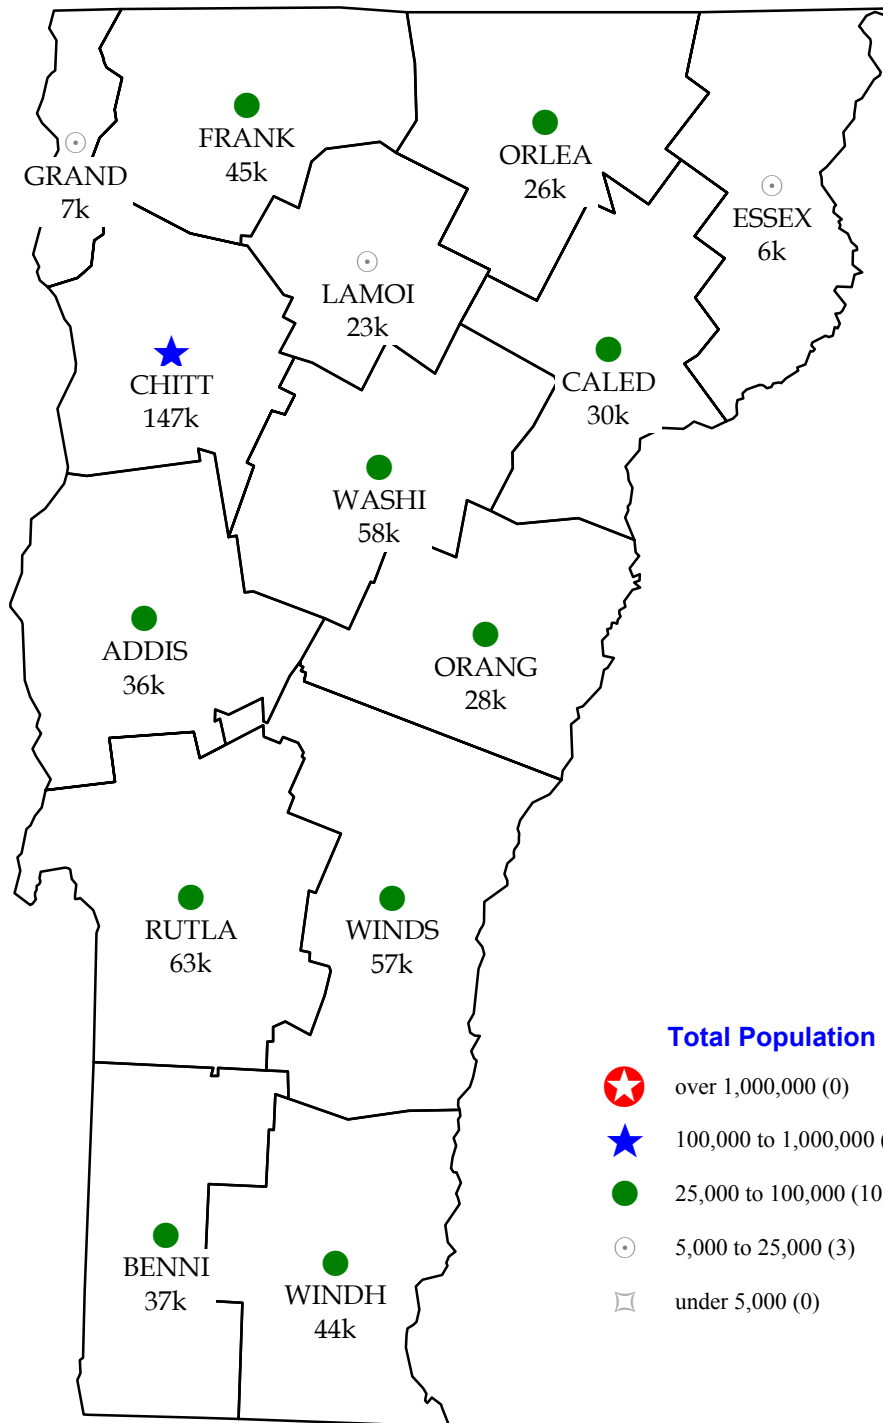 FRANK
45k
ORLEA
26k
GRAND
7k
ESSEX
6k
LAMOI
23k
CHITT
147k
CALED
30k
WASHI
58k
ADDIS
36k
ORANG
28k
RUTLA
63k
WINDS
57k
BENNI
37k
WINDH
44k
Total Population
over 1,000,000 (0)
100,000 to 1,000,000 (
25,000 to 100,000 (10
5,000 to 25,000 (3)
under 5,000 (0)